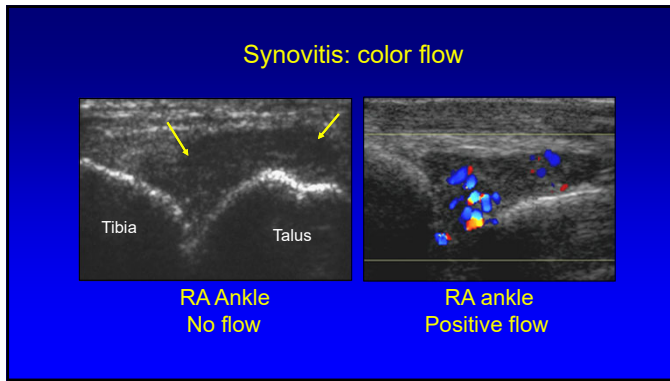 Synovitis: color flow
Tibia
Talus
RA Ankle
No flow
RA ankle
Positive flow